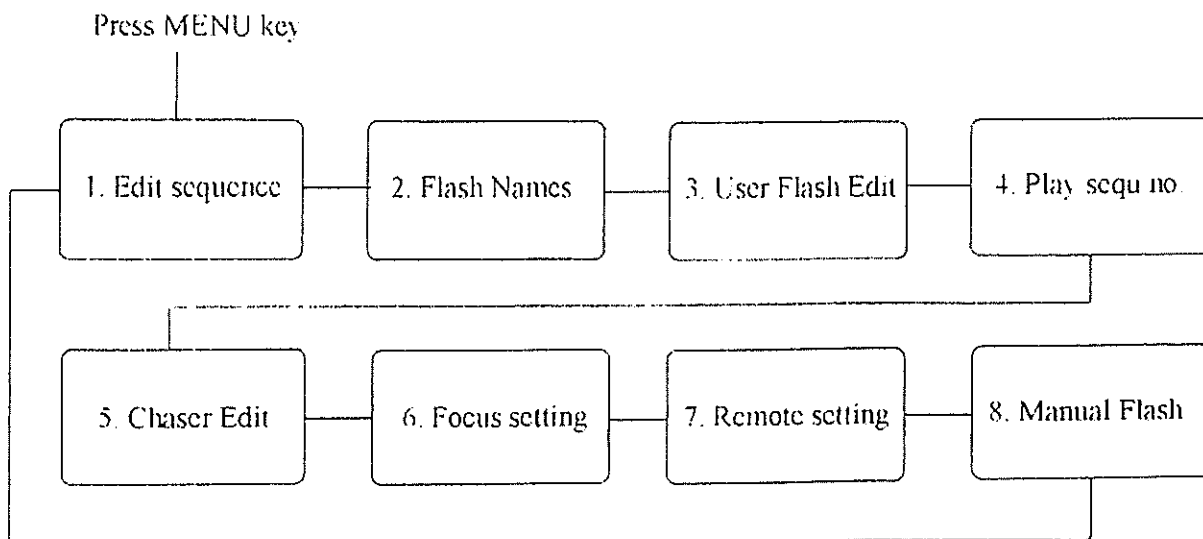 Press MENU key
1. Edit sequence
2. Flash Names
3. User Flash Edit
4. Play sequ no.
5. Chaser Edit
6. Focus setting
7. Remote setting
8. Manual Flash